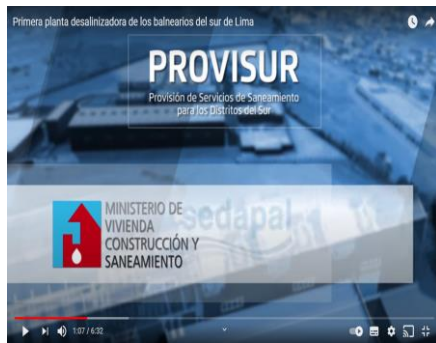 Primera planta desalinizadora de los balnearios del sur de Lima
PROVISUR
Provisión de Servicios de Saneamiento
para los Distritos del Sur
sedapal
MINISTERIO DE
VIVIENDA
CONSTRUCCIÓN Y
SANEAMIENTO
1:07 / 6:32